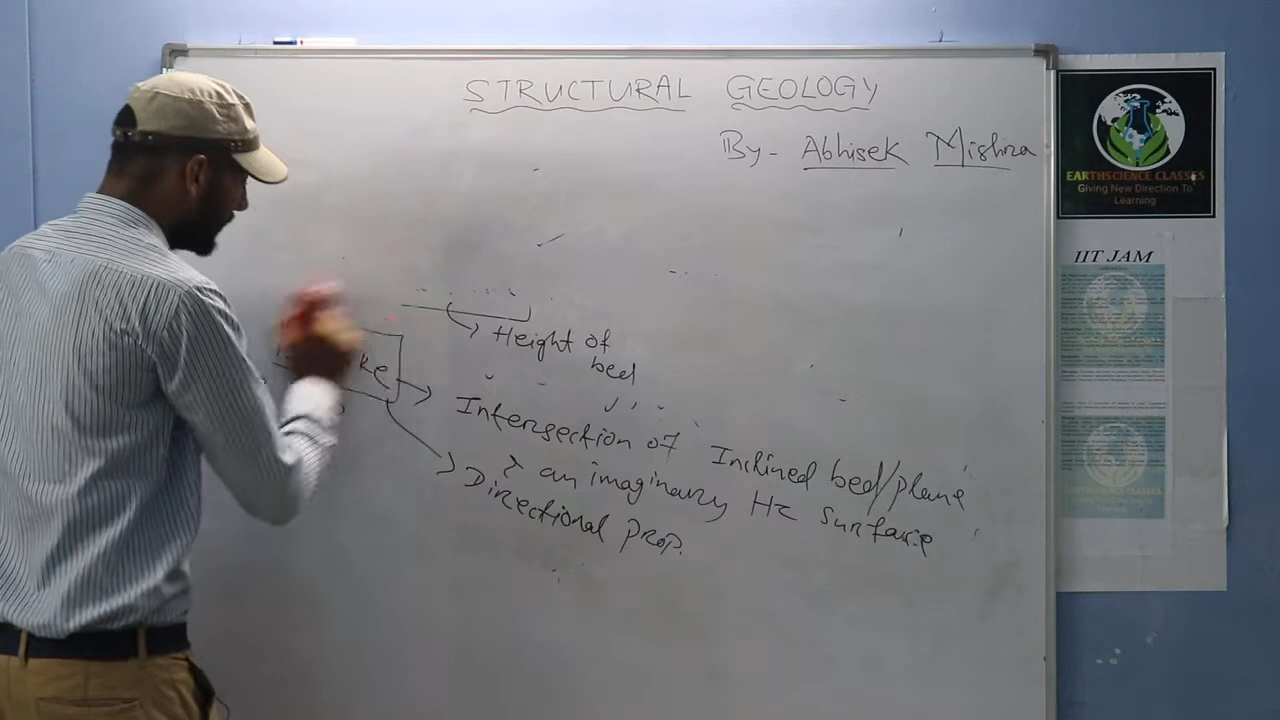 STRUCTURAL GEOLOGY
By- Abhisek Mishra
EARTHSCIENCE CLASSES
Giving New Direction To
Learning
IIT JAM
Height of
bed
ke
Intersection of Inclined bed/plane
& an imaginary Hz surface
Directional prop.